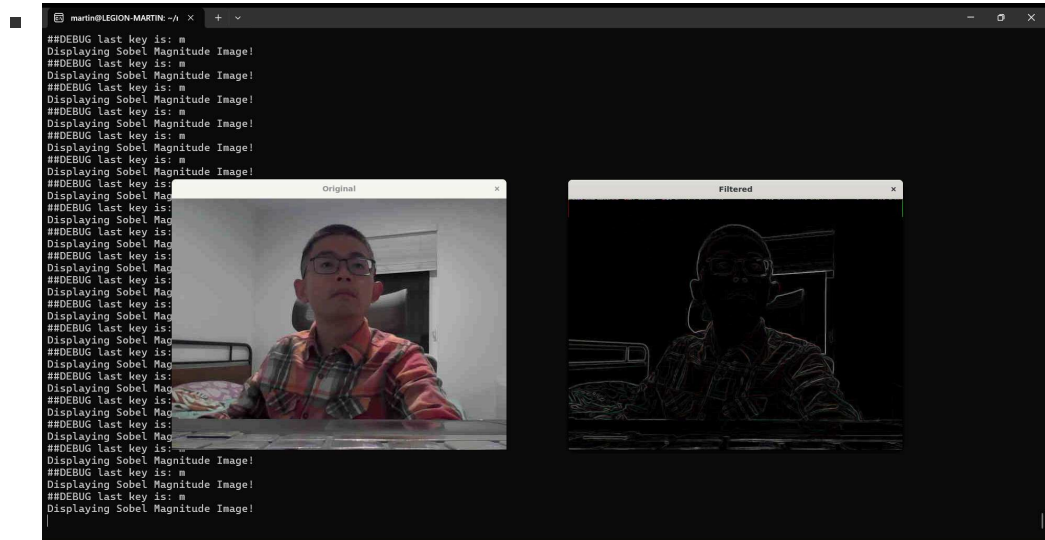 martin@LEGION-MARTIN: ~/r
##DEBUG last key is: m
Displaying Sobel Magnitude Image!
##DEBUG last key is: m
Displaying Sobel Magnitude Image!
##DEBUG last key is: m
Displaying Sobel Magnitude Image!
##DEBUG last key is: m
Displaying Sobel Magnitude Image!
##DEBUG last key is: m
Displaying Sobel Magnitude Image!
##DEBUG last key is: m
Displaying Sobel Magnitude Image!
##DEBUG last key is:
Original
Filtered
Displaying Sobel Mag
##DEBUG last key is:
Displaying Sobel Mag
##DEBUG last key is:
Displaying Sobel Mag
##DEBUG last key is:
Displaying Sobel Mag
##DEBUG last key is:
Displaying Sobel Mag
##DEBUG last key is:
Displaying Sobel Mag
##DEBUG last key is:
Displaying Sobel Mag
##DEBUG last key is:
Displaying Sobel Mag
##DEBUG last key is:
Displaying Sobel Mag
##DEBUG last key is:
Displaying Sobel Mag
##DEBUG last key is:
Displaying Sobel Mag
##DEBUG last key is:
Displaying Sobel Magnitude Image!
##DEBUG last key is: m
Displaying Sobel Magnitude Image!
##DEBUG last key is: m
Displaying Sobel Magnitude Image!